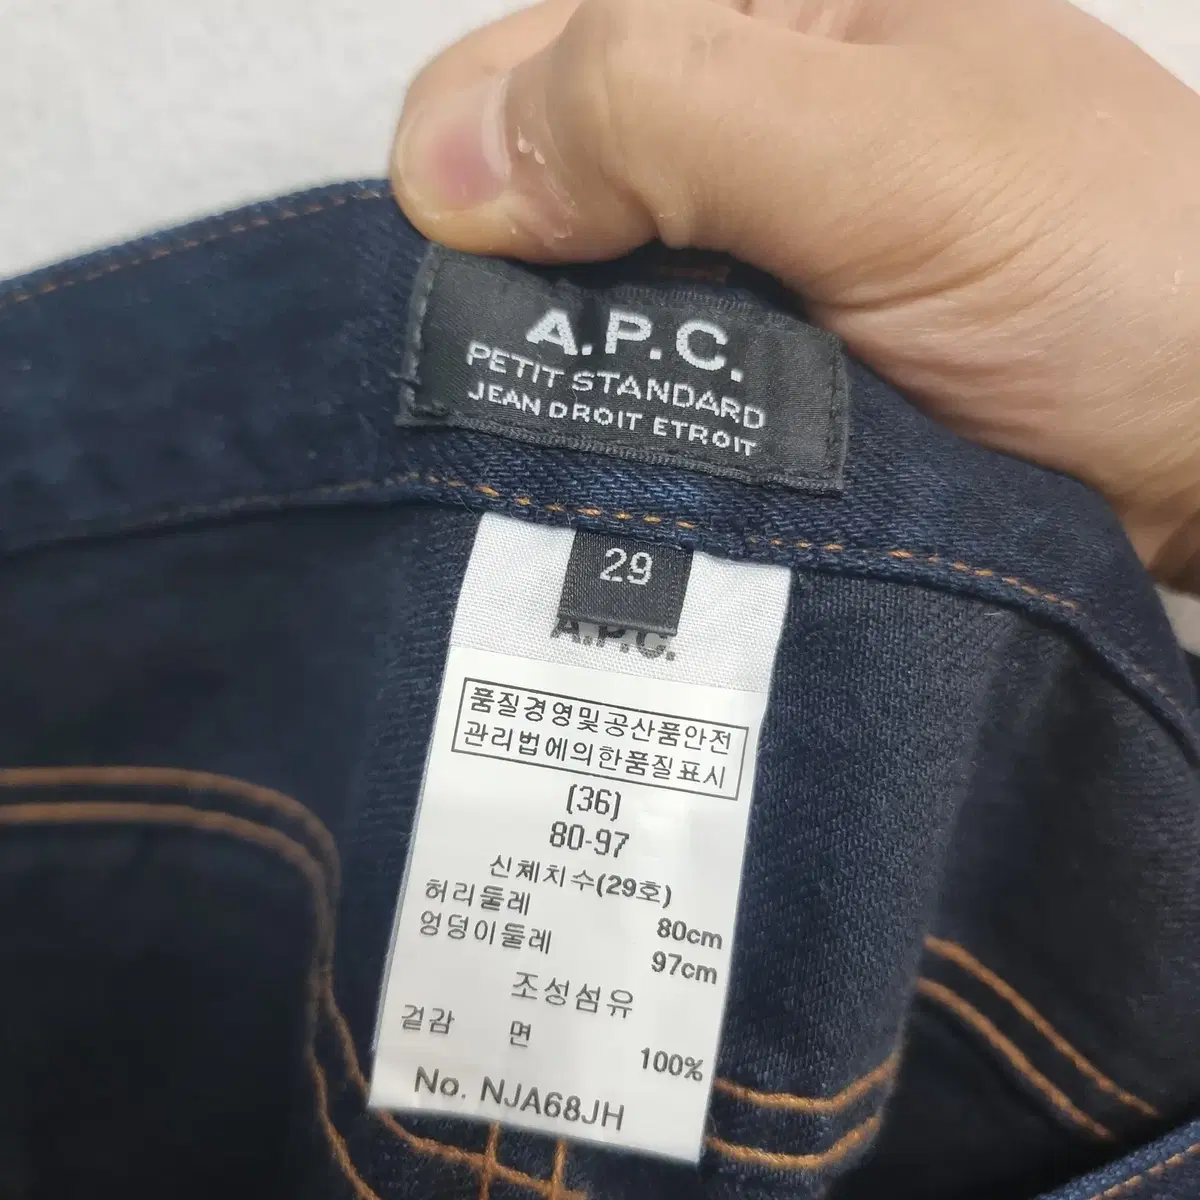 A.P.C.
PETIT STANDARD
JEAN DROIT ETROIT
29
A.P.C.
품질경영및공산품안전
관리법에의한품질표시
(36)
80-97
신체치수(29호)
허리둘레 80cm
엉덩이둘레 97cm
조성섬유
겉감 면 100%
No. NJA68JH